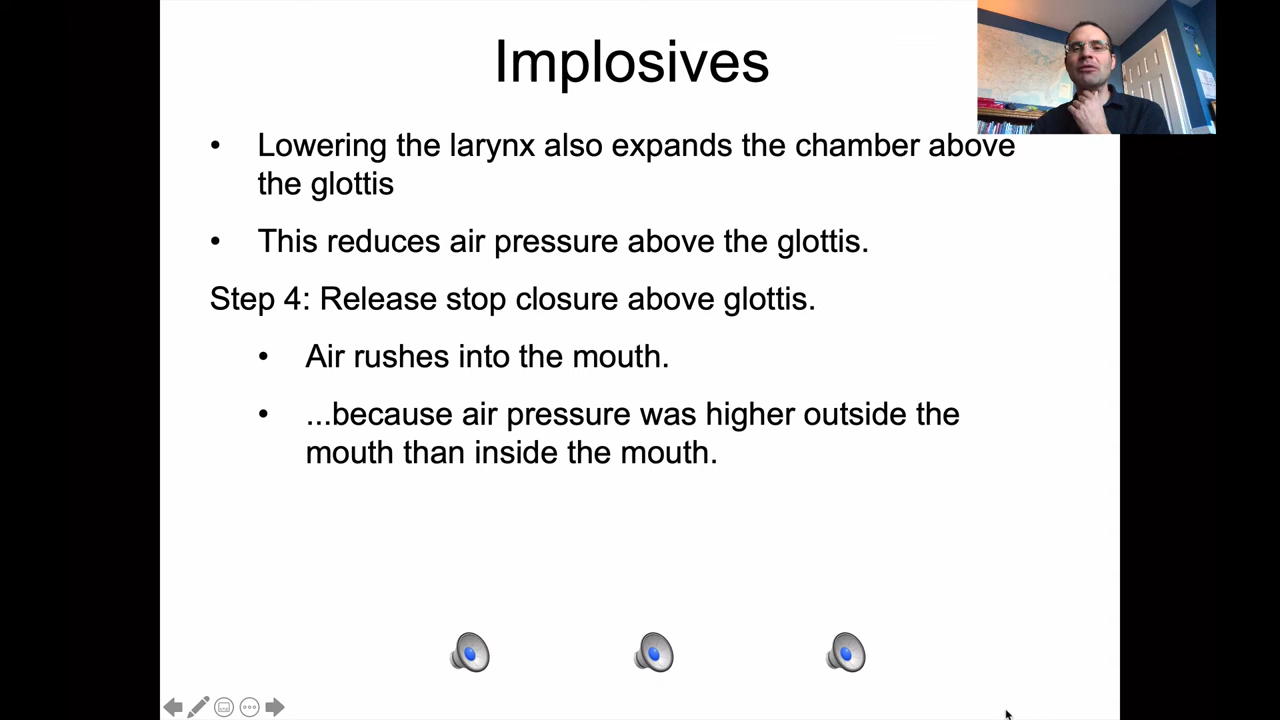 Implosives
• Lowering the larynx also expands the chamber above
the glottis
• This reduces air pressure above the glottis.
Step 4: Release stop closure above glottis.
• Air rushes into the mouth.
• ...because air pressure was higher outside the
mouth than inside the mouth.